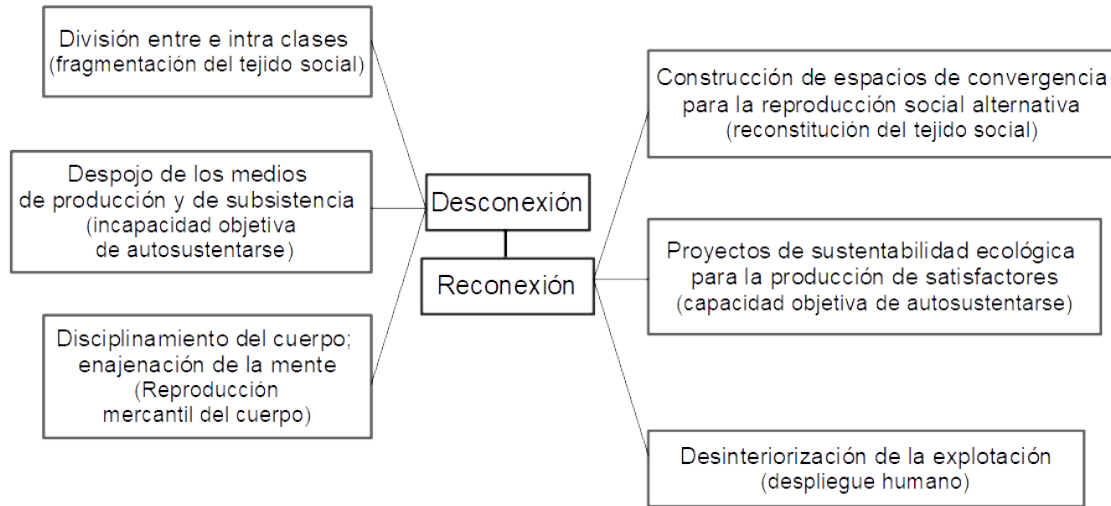 División entre e intra clases
(fragmentación del tejido social)
Despojo de los medios
de producción y de subsistencia
(incapacidad objetiva
de autosustentarse)
Disciplinamiento del cuerpo;
enajenación de la mente
(Reproducción
mercantil del cuerpo)
Desconexión
Reconexión
Construcción de espacios de convergencia
para la reproducción social alternativa
(reconstitución del tejido social)
Proyectos de sustentabilidad ecológica
para la producción de satisfactores
(capacidad objetiva de autosustentarse)
Desinteriorización de la explotación
(despliegue humano)